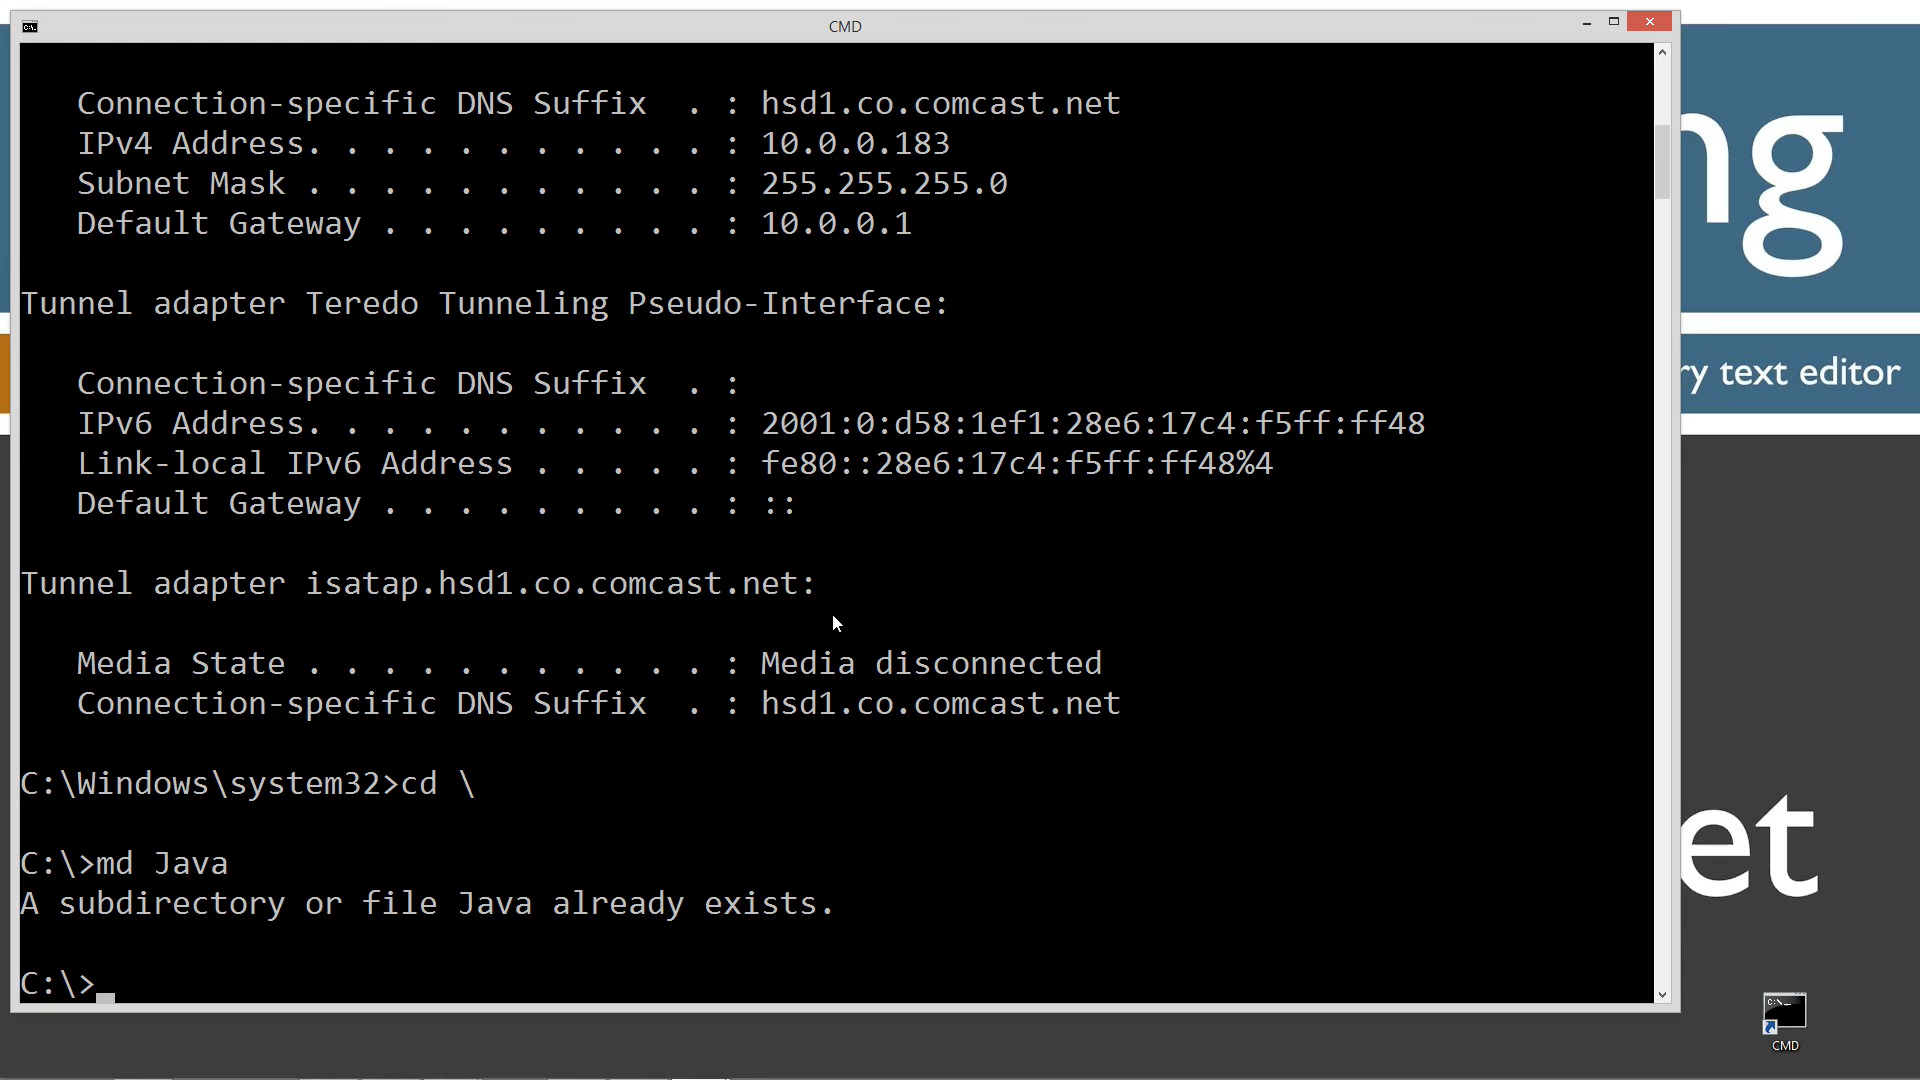 CMD
Connection-specific DNS Suffix  . : hsd1.co.comcast.net
IPv4 Address. . . . . . . . . . . : 10.0.0.183
Subnet Mask . . . . . . . . . . . : 255.255.255.0
Default Gateway . . . . . . . . . : 10.0.0.1
Tunnel adapter Teredo Tunneling Pseudo-Interface:
Connection-specific DNS Suffix  . :
IPv6 Address. . . . . . . . . . . : 2001:0:d58:1ef1:28e6:17c4:f5ff:ff48
Link-local IPv6 Address . . . . . : fe80::28e6:17c4:f5ff:ff48%4
Default Gateway . . . . . . . . . : ::
Tunnel adapter isatap.hsd1.co.comcast.net:
Media State . . . . . . . . . . . : Media disconnected
Connection-specific DNS Suffix  . : hsd1.co.comcast.net
C:\Windows\system32>cd \
C:\>md Java
A subdirectory or file Java already exists.
C:\>
ng
ry text editor
et
C:\>_
CMD